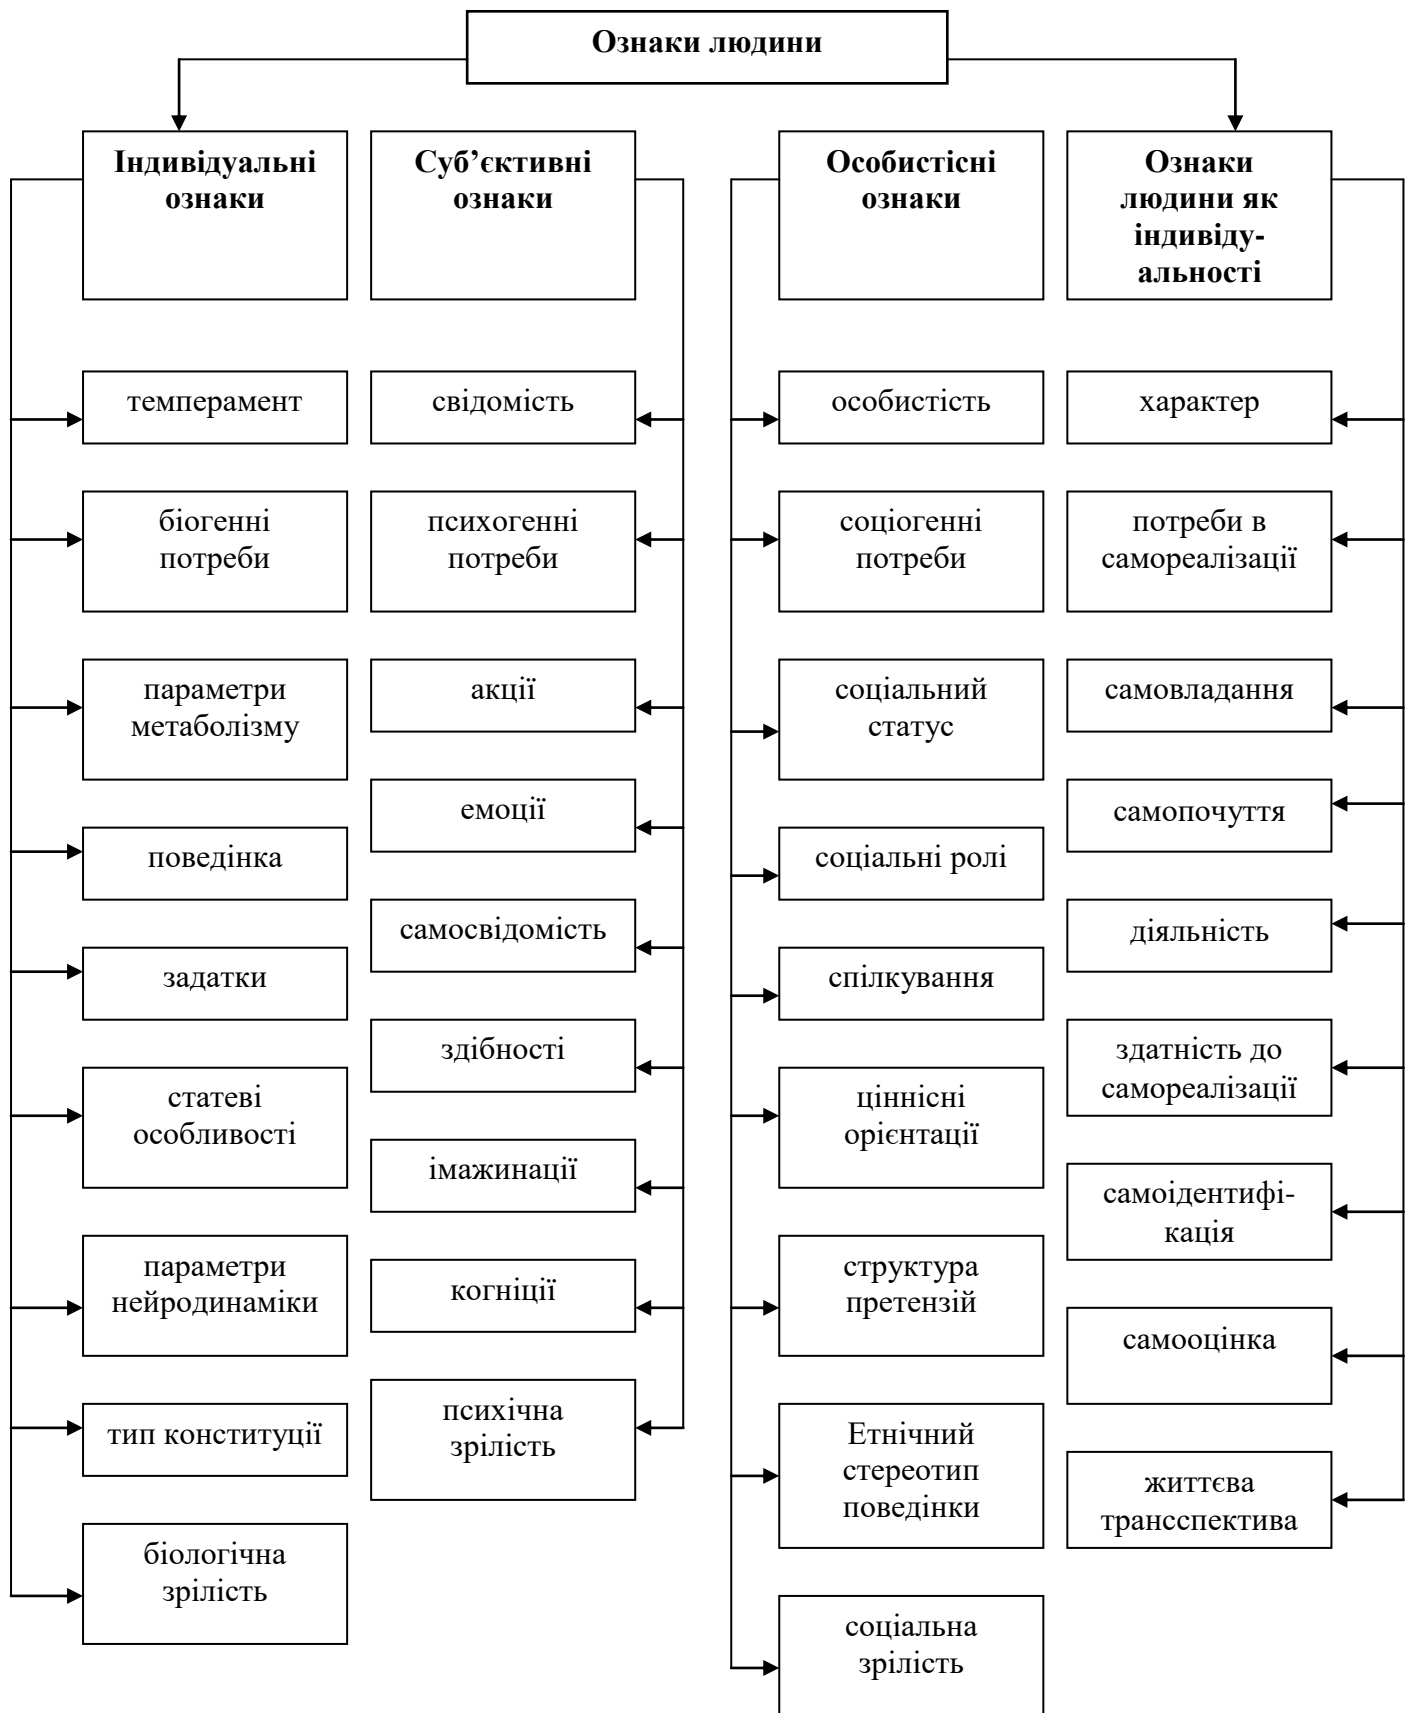 Ознаки людини
Індивідуальні
ознаки
Суб’єктивні
ознаки
Особистісні
ознаки
Ознаки
людини як
індивіду-
альності
темперамент
біогенні
потреби
параметри
метаболізму
поведінка
задатки
статеві
особливості
параметри
нейродинаміки
тип конституції
біологічна
зрілість
свідомість
психогенні
потреби
акції
емоції
самосвідомість
здібності
імажинації
когніції
психічна
зрілість
особистість
соціогенні
потреби
соціальний
статус
соціальні ролі
спілкування
ціннісні
орієнтації
структура
претензій
Етнічний
стереотип
поведінки
соціальна
зрілість
характер
потреби в
самореалізації
самовладання
самопочуття
діяльність
здатність до
самореалізації
самоідентифі-
кація
самооцінка
життєва
трансспектива